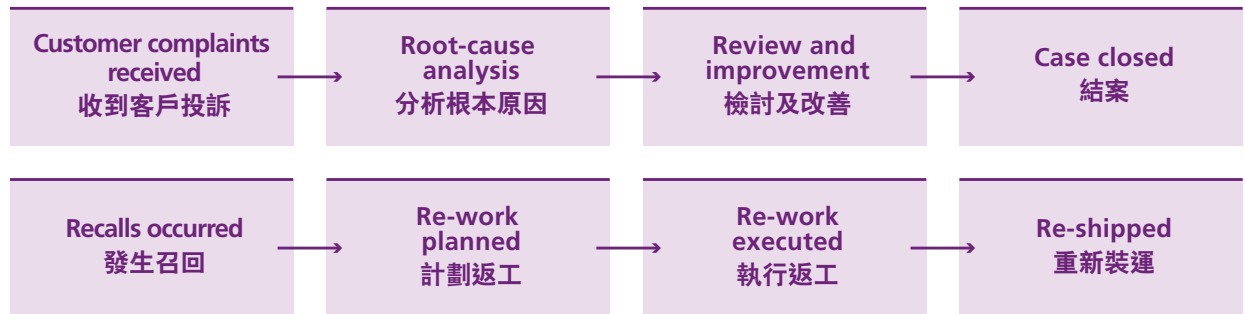 Customer complaints
received
收到客戶投訴
Root-cause
analysis
分析根本原因
Review and
improvement
檢討及改善
Case closed
結案
Recalls occurred
發生召回
Re-work
planned
計劃返工
Re-work
executed
執行返工
Re-shipped
重新裝運